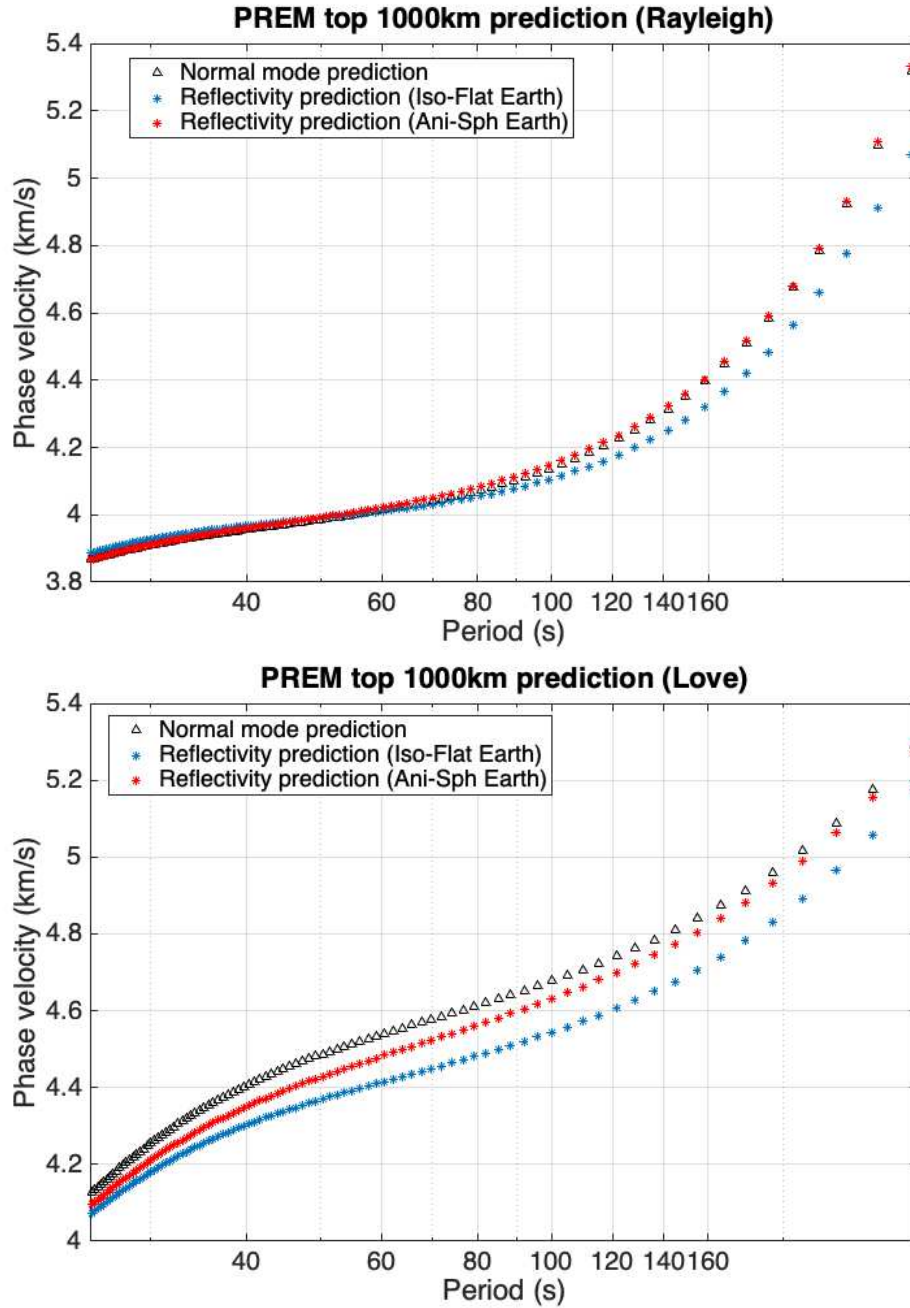 PREM top 1000km prediction (Rayleigh)
5.4
5.2
5
4.8
4.6
4.4
4.2
4
3.8
Phase velocity (km/s)
Normal mode prediction
Reflectivity prediction (Iso-Flat Earth)
Reflectivity prediction (Ani-Sph Earth)
40 60 80 100 120 140 160
Period (s)
PREM top 1000km prediction (Love)
5.4
5.2
5
4.8
4.6
4.4
4.2
4
Phase velocity (km/s)
Normal mode prediction
Reflectivity prediction (Iso-Flat Earth)
Reflectivity prediction (Ani-Sph Earth)
40 60 80 100 120 140 160
Period (s)